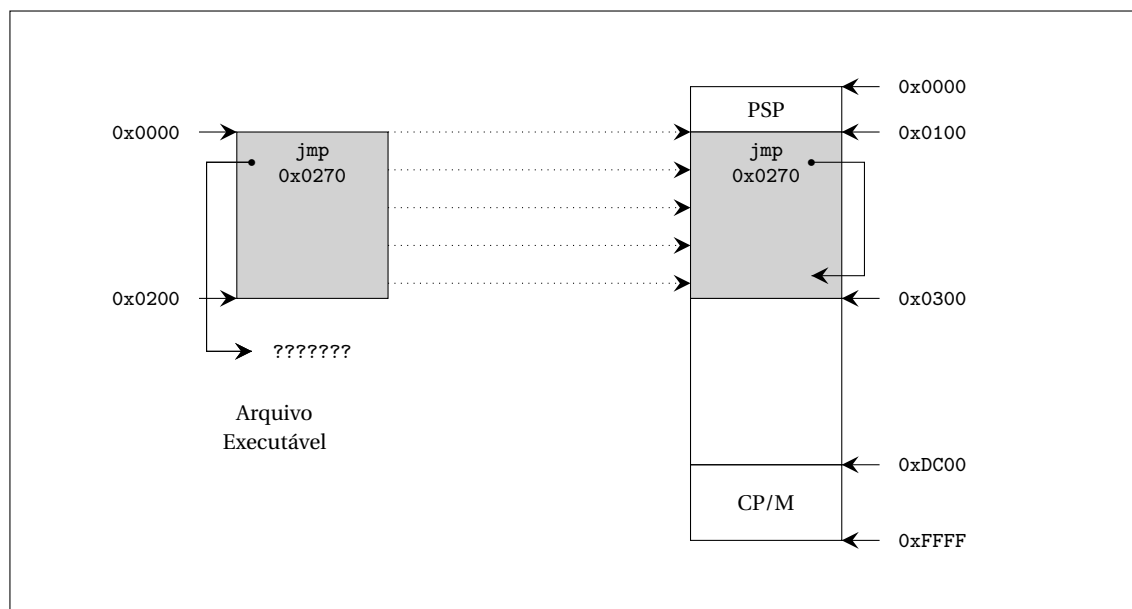 0x0000
PSP
0x0000
0x0100
jmp
0x0270
jmp
0x0270
0x0200
0x0300
???????
Arquivo
Executável
0xDC00
CP/M
0xFFFF